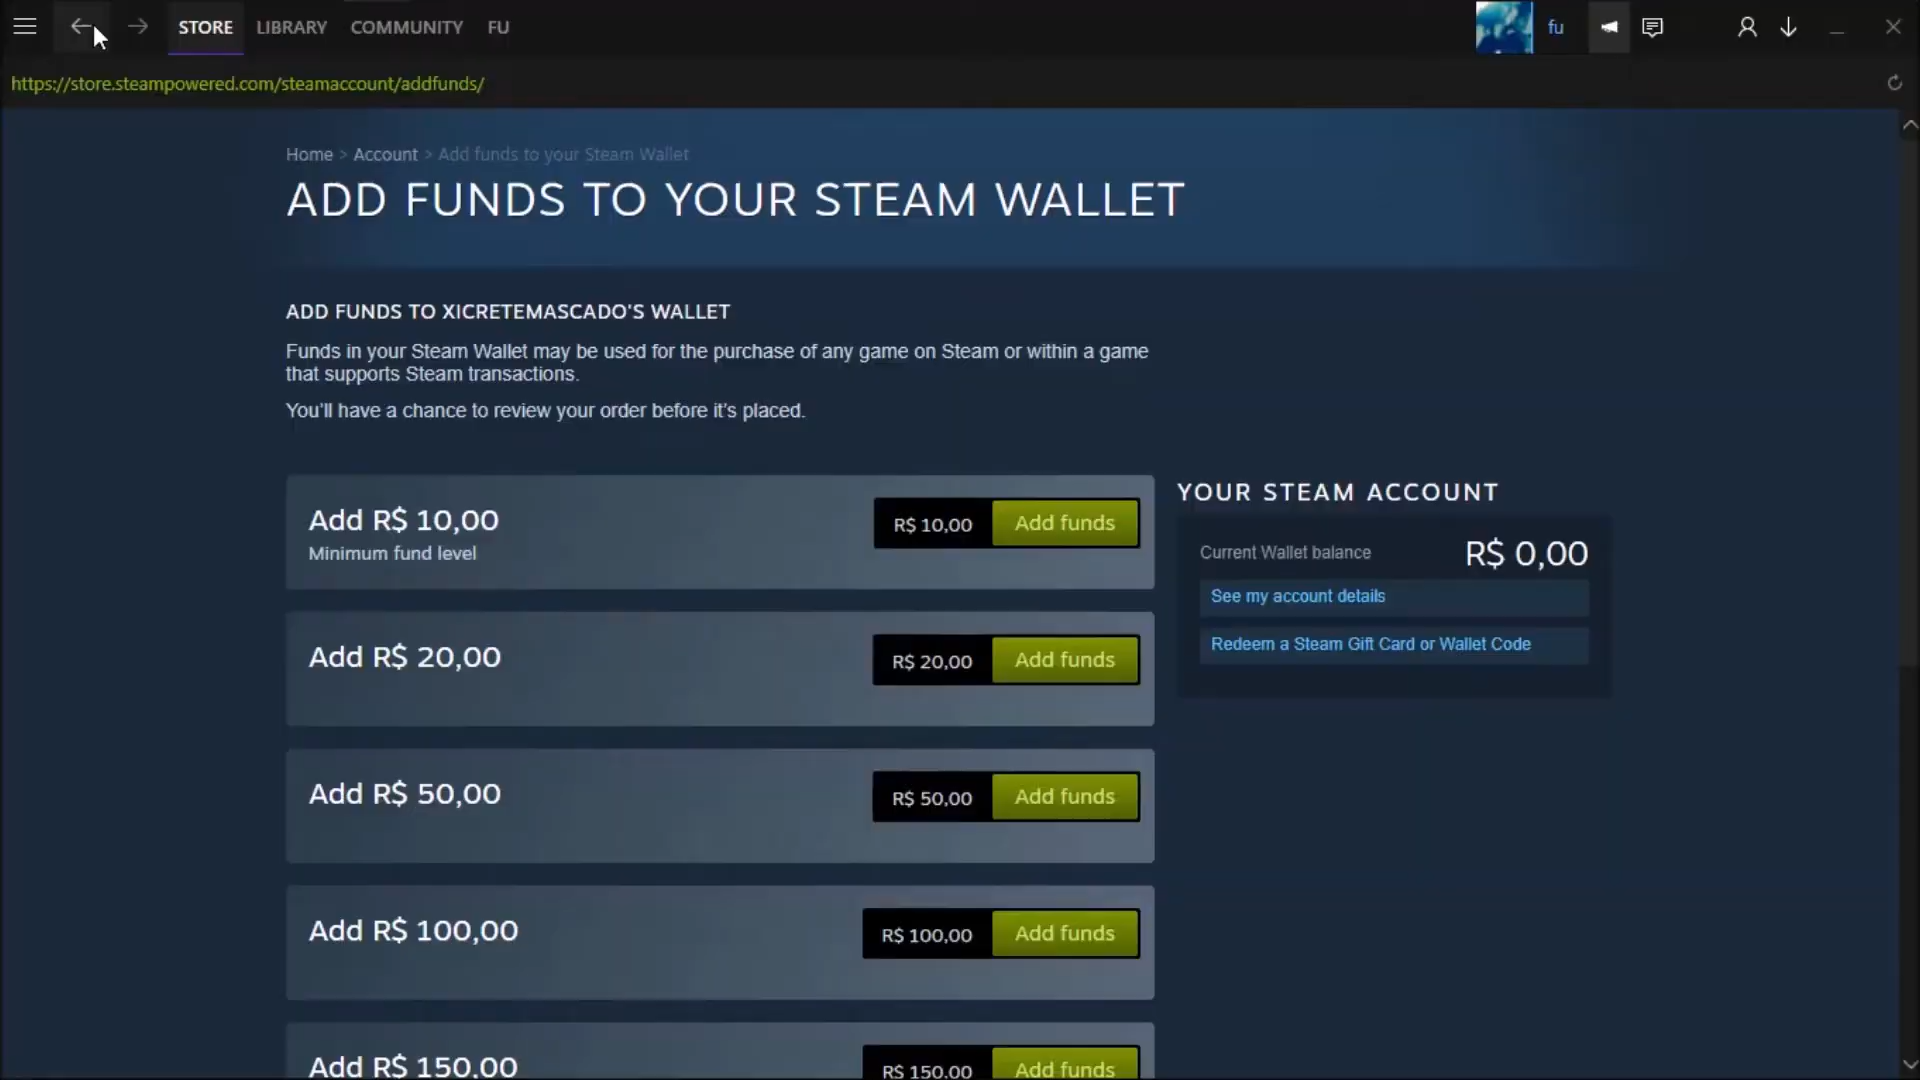 STORE LIBRARY COMMUNITY FU fu
https://store.steampowered.com/steamaccount/addfunds/
Home > Account > Add funds to your Steam Wallet
ADD FUNDS TO YOUR STEAM WALLET
ADD FUNDS TO XICRETEMASCADO'S WALLET
Funds in your Steam Wallet may be used for the purchase of any game on Steam or within a game
that supports Steam transactions.
You'll have a chance to review your order before it's placed.
Add R$ 10,00
Minimum fund level
R$ 10,00 Add funds
Add R$ 20,00
R$ 20,00 Add funds
Add R$ 50,00
R$ 50,00 Add funds
Add R$ 100,00
R$ 100,00 Add funds
Add R$ 150,00
R$ 150,00 Add funds
YOUR STEAM ACCOUNT
Current Wallet balance R$ 0,00
See my account details
Redeem a Steam Gift Card or Wallet Code